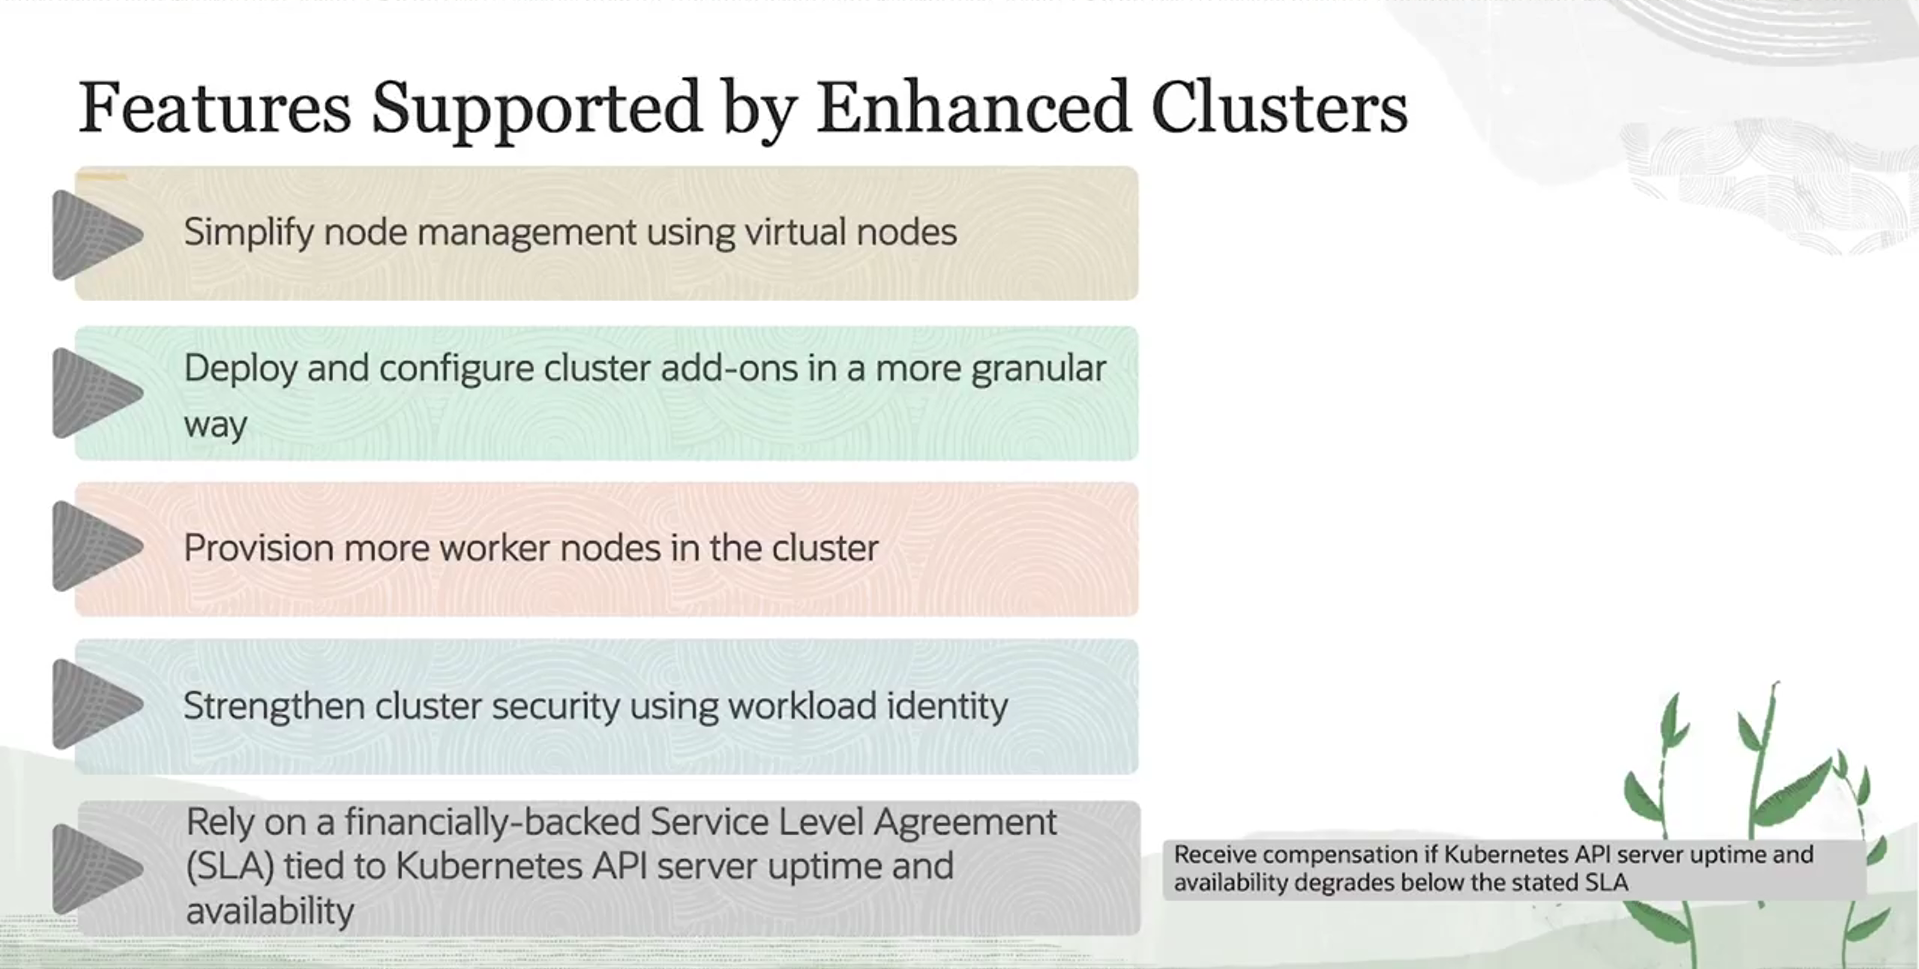 Features Supported by Enhanced Clusters
Simplify node management using virtual nodes
Deploy and configure cluster add-ons in a more granular
way
Provision more worker nodes in the cluster
Strengthen cluster security using workload identity
Rely on a financially-backed Service Level Agreement
(SLA) tied to Kubernetes API server uptime and
availability
Receive compensation if Kubernetes API server uptime and
availability degrades below the stated SLA